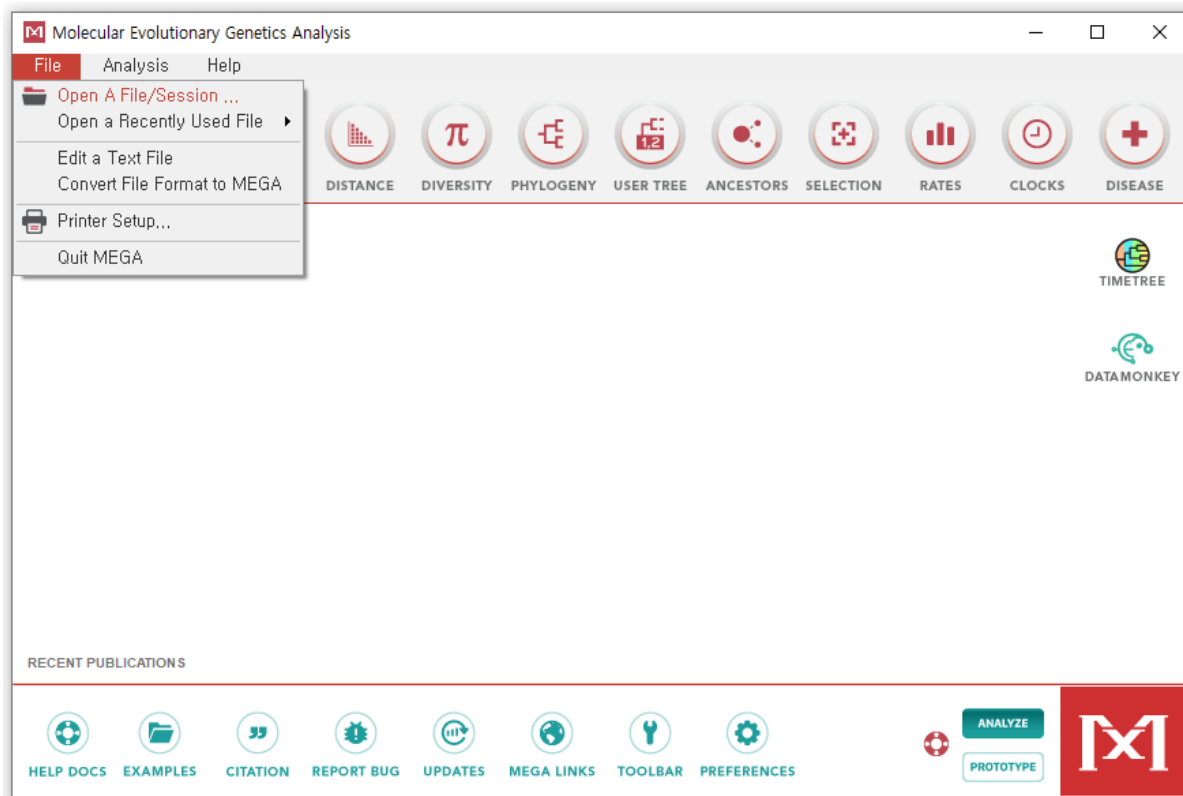 Molecular Evolutionary Genetics Analysis
File Analysis Help
Open A File/Session ...
Open a Recently Used File
Edit a Text File
Convert File Format to MEGA
Printer Setup...
Quit MEGA
π
1,2
DISTANCE DIVERSITY PHYLOGENY USER TREE ANCESTORS SELECTION RATES CLOCKS DISEASE
TIMETREE
DATAMONKEY
RECENT PUBLICATIONS
HELP DOCS EXAMPLES CITATION REPORT BUG UPDATES MEGA LINKS TOOLBAR PREFERENCES
ANALYZE
PROTOTYPE